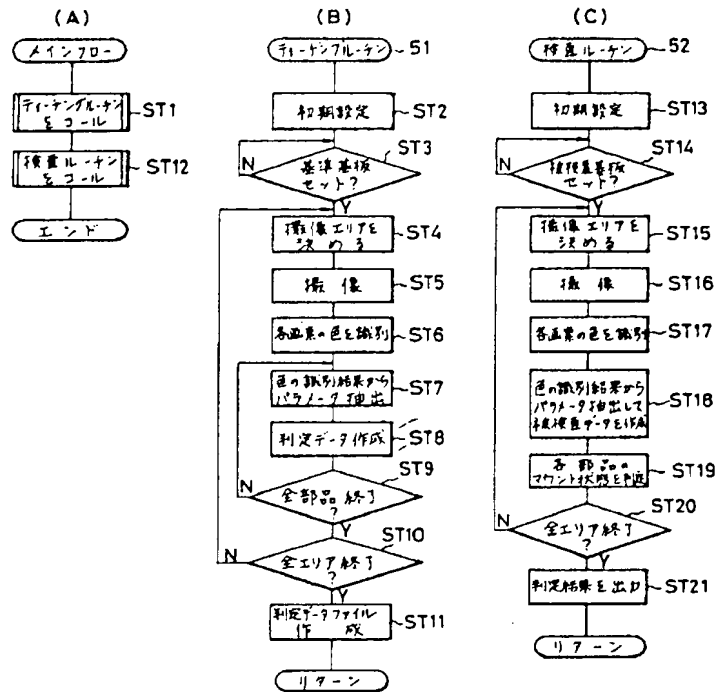 (A)
メインフロー
ティーチングルーチン
をコール
ST1
検査ルーチン
をコール
ST12
エンド
(B)
ティーチングルーチン
51
初期設定
ST2
ST3
基準基板
セット?
N
Y
撮像エリアを
決める
ST4
撮像
ST5
各画素の色を識別
ST6
色の識別結果から
パラメータ抽出
ST7
判定データ作成
ST8
ST9
全部品終了
?
N
Y
ST10
全エリア終了
?
N
Y
判定データファイル
作成
ST11
リターン
(C)
検査ルーチン
52
初期設定
ST13
ST14
被検査基板
セット?
N
Y
撮像エリアを
決める
ST15
撮像
ST16
各画素の色を識別
ST17
色の識別結果から
パラメータ抽出して
被検査データを作成
ST18
各部品の
マウント状態を判定
ST19
ST20
全エリア終了
?
N
Y
判定結果を出力
ST21
リターン